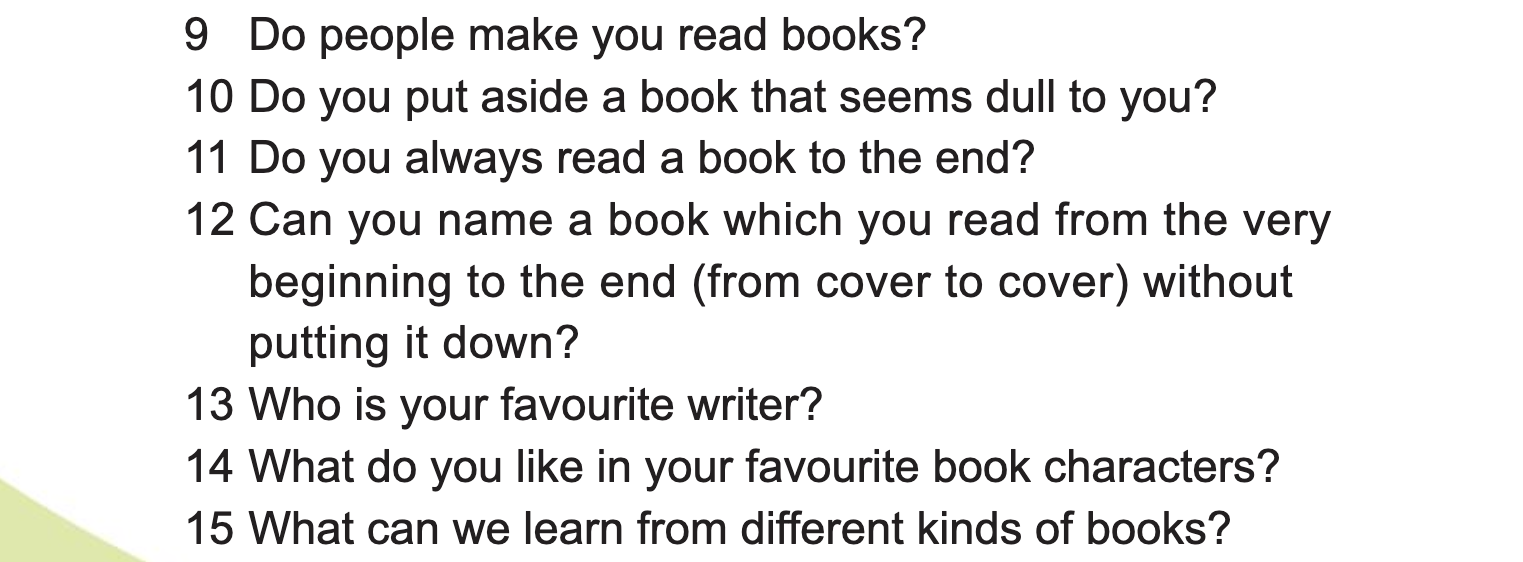 9 Do people make you read books?
10 Do you put aside a book that seems dull to you?
11 Do you always read a book to the end?
12 Can you name a book which you read from the very
beginning to the end (from cover to cover) without
putting it down?
13 Who is your favourite writer?
14 What do you like in your favourite book characters?
15 What can we learn from different kinds of books?